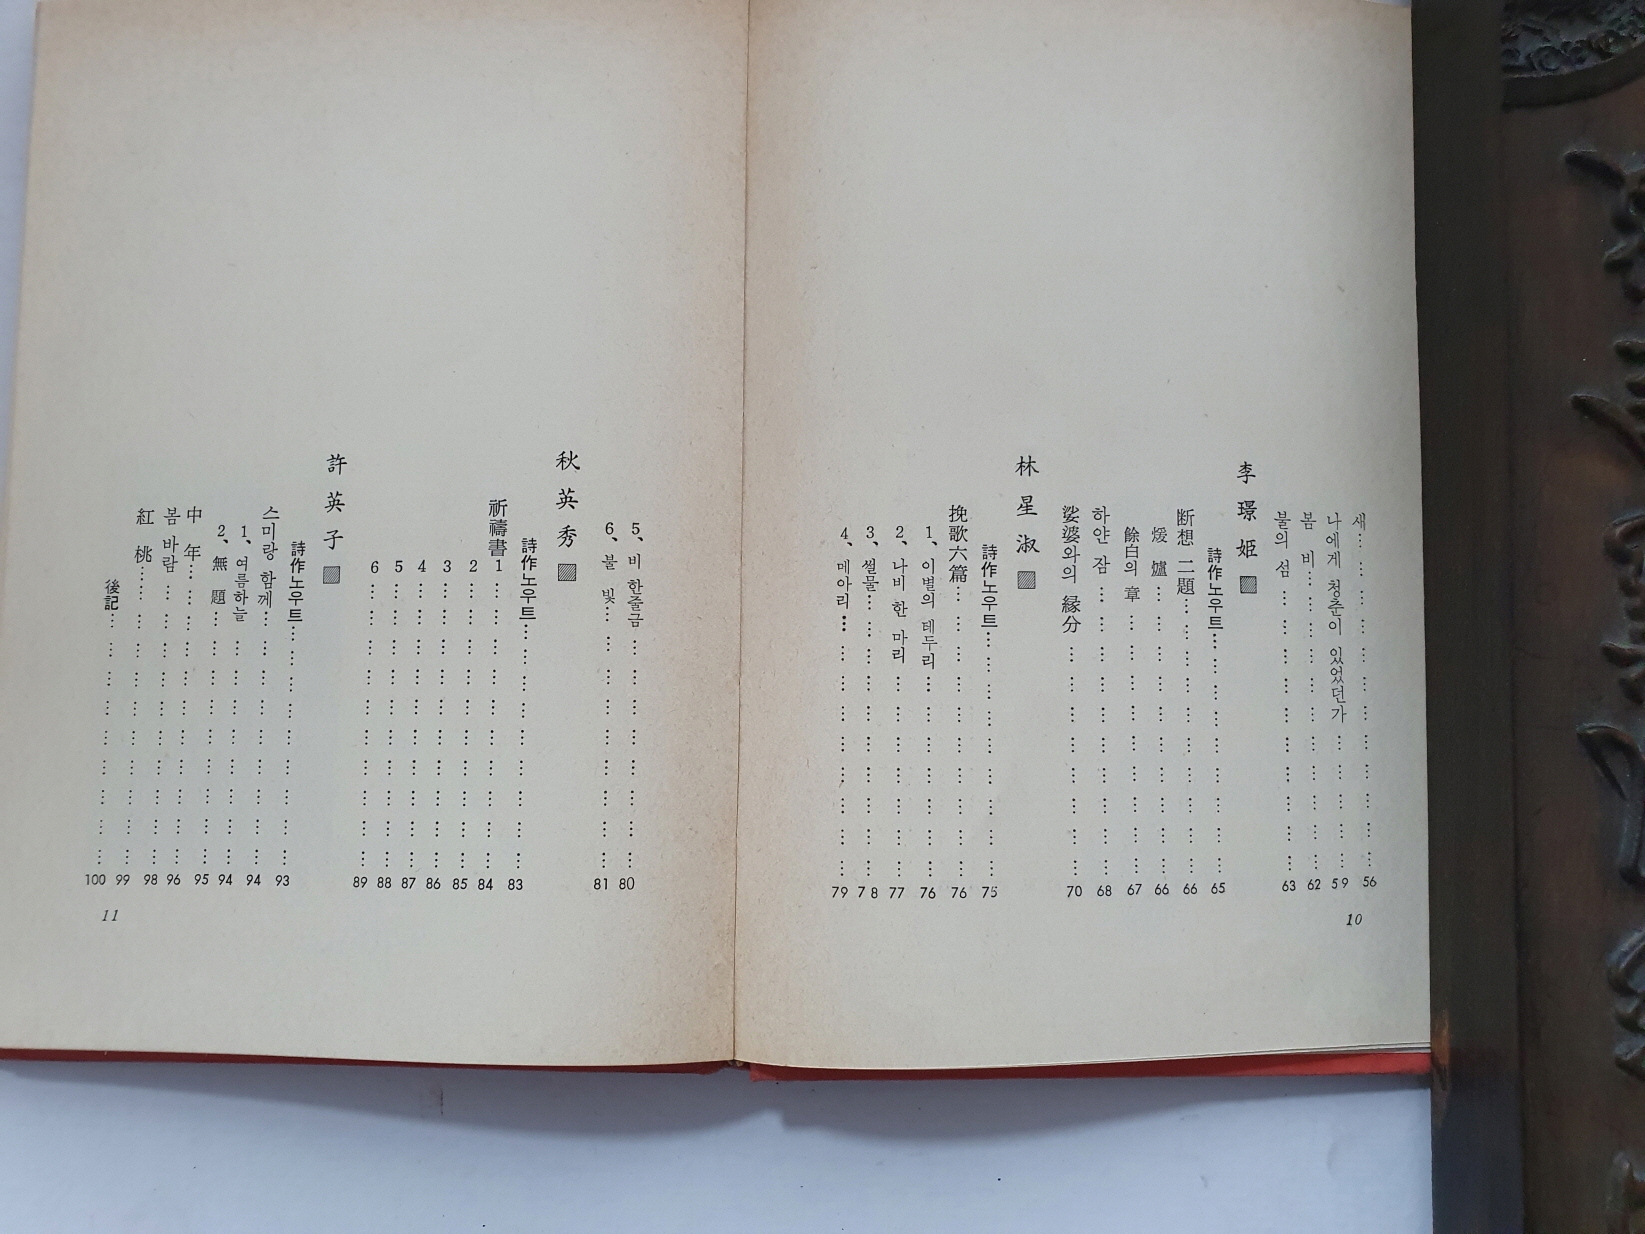 새 … 56
나에게 청춘이 있었던가 … 59
봄 비 … 62
불의 섬 … 63
李璟姫
詩作노우트 … 65
断想 二題 … 66
煖爐 … 66
餘白의 章 … 67
하얀 잠 … 68
娑婆와의 縁分 … 70
林星淑
詩作노우트 … 75
挽歌六篇 … 76
1、이별의 테두리 … 76
2、나비 한 마리 … 77
3、썰물 … 78
4、메아리 … 79
10
5、비 한줄금 … 80
6、불 빛 … 81
秋英秀
詩作노우트 … 83
祈禱書 1 … 84
2 … 85
3 … 86
4 … 87
5 … 88
6 … 89
許英子
詩作노우트 … 93
스미랑 함께 … 94
1、여름하늘 … 94
2、無題 … 95
中年 … 96
봄 바람 … 98
紅桃 … 99
後記 … 100
11